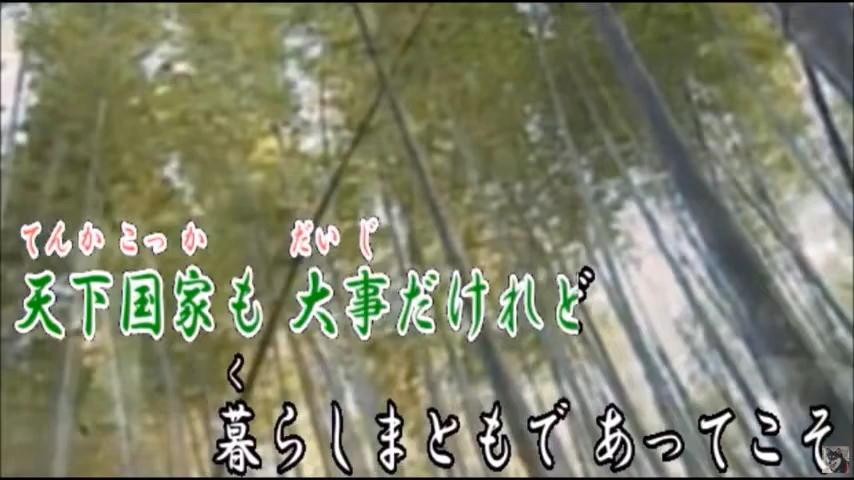 てんか こっか だいじ
天下国家も 大事だけれど
く
暮らしまともで あってこそ